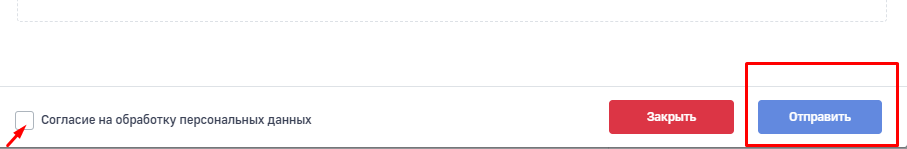 Согласие на обработку персональных данных
Закрыть
Отправить